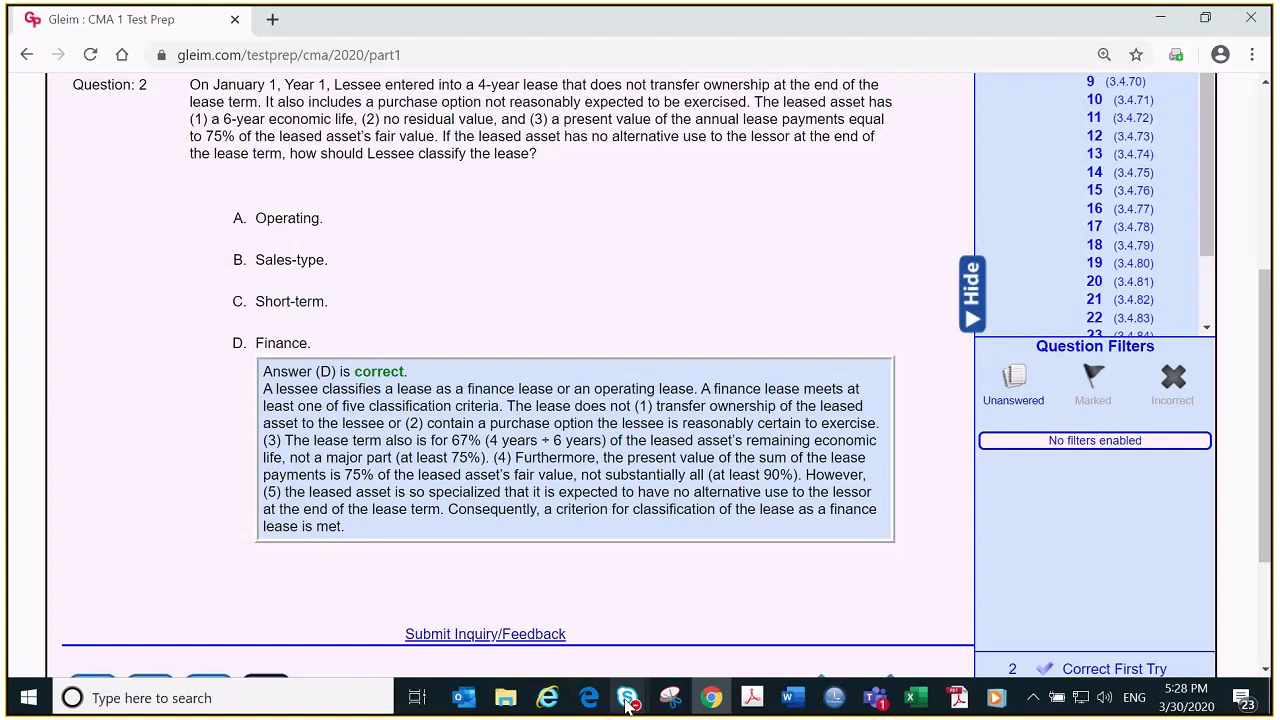 Gleim : CMA 1 Test Prep
gleim.com/testprep/cma/2020/part1
Question: 2
On January 1, Year 1, Lessee entered into a 4-year lease that does not transfer ownership at the end of the
lease term. It also includes a purchase option not reasonably expected to be exercised. The leased asset has
(1) a 6-year economic life, (2) no residual value, and (3) a present value of the annual lease payments equal
to 75% of the leased asset's fair value. If the leased asset has no alternative use to the lessor at the end of
the lease term, how should Lessee classify the lease?
A. Operating.
B. Sales-type.
C. Short-term.
D. Finance.
Answer (D) is correct.
A lessee classifies a lease as a finance lease or an operating lease. A finance lease meets at
least one of five classification criteria. The lease does not (1) transfer ownership of the leased
asset to the lessee or (2) contain a purchase option the lessee is reasonably certain to exercise.
(3) The lease term also is for 67% (4 years ÷ 6 years) of the leased asset's remaining economic
life, not a major part (at least 75%). (4) Furthermore, the present value of the sum of the lease
payments is 75% of the leased asset's fair value, not substantially all (at least 90%). However,
(5) the leased asset is so specialized that it is expected to have no alternative use to the lessor
at the end of the lease term. Consequently, a criterion for classification of the lease as a finance
lease is met.
Submit Inquiry/Feedback
Hide
9 (3.4.70)
10 (3.4.71)
11 (3.4.72)
12 (3.4.73)
13 (3.4.74)
14 (3.4.75)
15 (3.4.76)
16 (3.4.77)
17 (3.4.78)
18 (3.4.79)
19 (3.4.80)
20 (3.4.81)
21 (3.4.82)
22 (3.4.83)
23 (3.4.84)
Question Filters
Unanswered
Marked
Incorrect
No filters enabled
2 Correct First Try
Type here to search
ENG
5:28 PM
3/30/2020
23